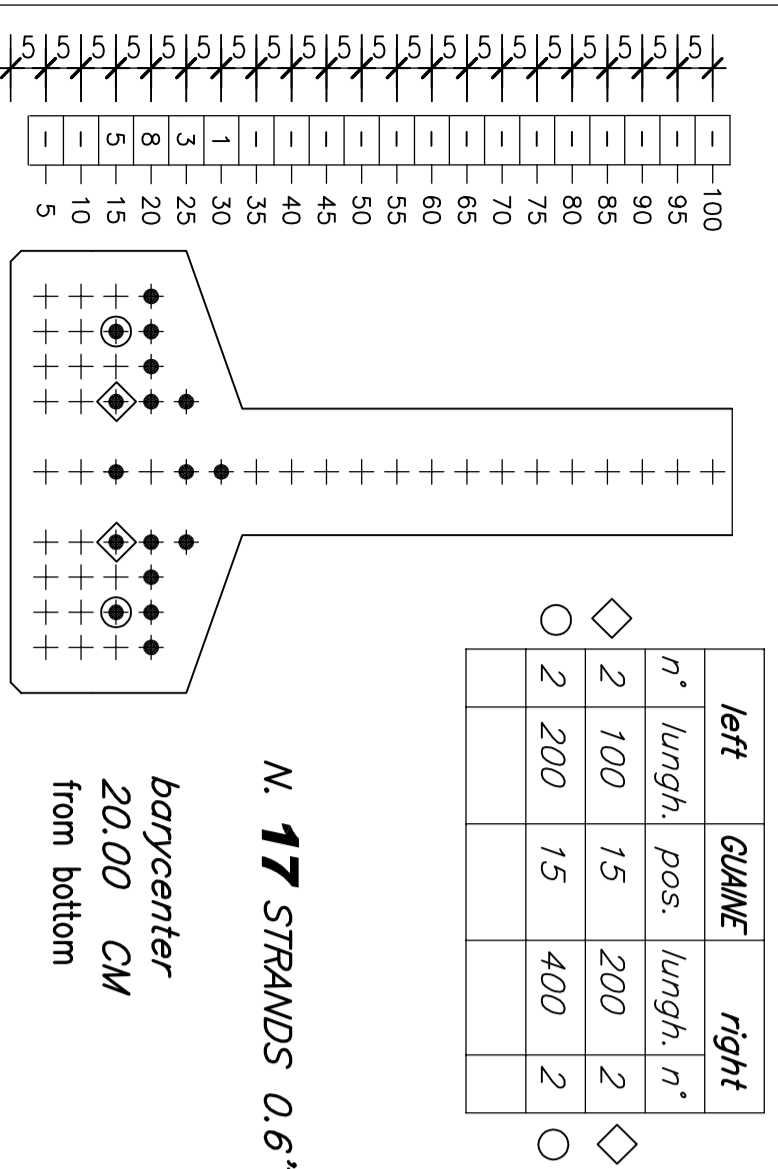 5 - 100
5 - 95
5 - 90
5 - 85
5 - 80
5 - 75
5 - 70
5 - 65
5 - 60
5 - 55
5 - 50
5 - 45
5 - 40
5 - 35
5 1 30
5 3 25
5 8 20
5 5 15
5 - 10
5 - 5
left GUAINE right
n° lungh. pos. lungh. n°
2 100 15 200 2
2 200 15 400 2
N. 17 STRANDS 0.6"
barycenter
20.00 CM
from bottom